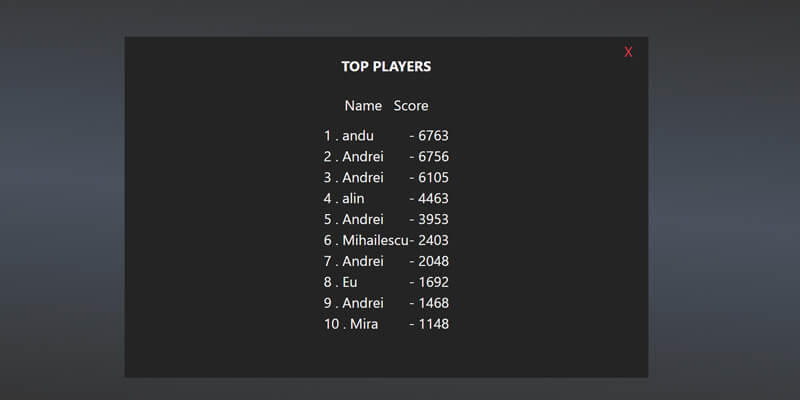 X
TOP PLAYERS
Name Score
1 . andu - 6763
2 . Andrei - 6756
3 . Andrei - 6105
4 . alin - 4463
5 . Andrei - 3953
6 . Mihailescu- 2403
7 . Andrei - 2048
8 . Eu - 1692
9 . Andrei - 1468
10 . Mira - 1148